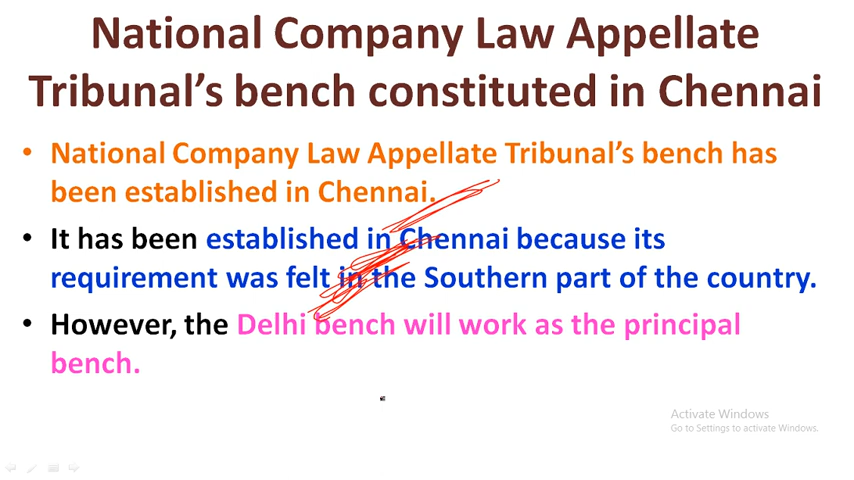 National Company Law Appellate
Tribunal's bench constituted in Chennai
• National Company Law Appellate Tribunal's bench has
been established in Chennai.
• It has been established in Chennai because its
requirement was felt in the Southern part of the country.
• However, the Delhi bench will work as the principal
bench.
Activate Windows
Go to Settings to activate Windows.